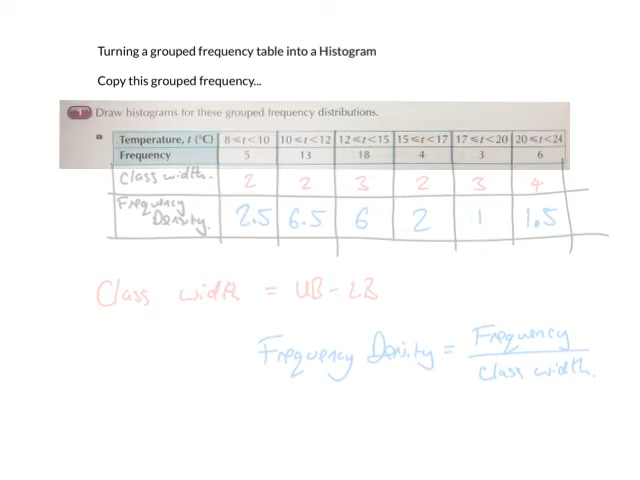 Turning a grouped frequency table into a Histogram
Copy this grouped frequency...
1 Draw histograms for these grouped frequency distributions.
a Temperature, t (°C) 8≤t<10 10≤t<12 12≤t<15 15≤t<17 17≤t<20 20≤t<24
Frequency 5 13 18 4 3 6
Class width. 2 2 3 2 3 4
Frequency Density. 2.5 6.5 6 2 1 1.5
Class width = UB - LB
Frequency Density = Frequency
Class width.